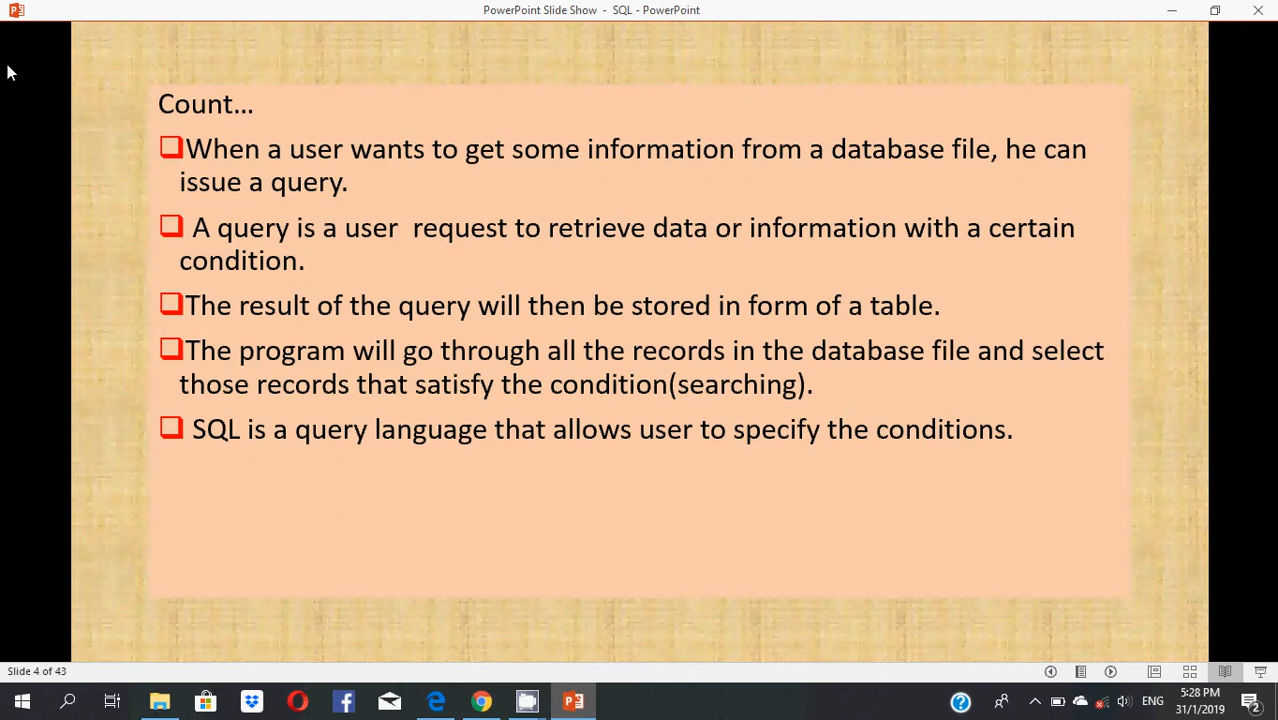 PowerPoint Slide Show - SQL - PowerPoint
Count...
When a user wants to get some information from a database file, he can
issue a query.
A query is a user request to retrieve data or information with a certain
condition.
The result of the query will then be stored in form of a table.
The program will go through all the records in the database file and select
those records that satisfy the condition(searching).
SQL is a query language that allows user to specify the conditions.
Slide 4 of 43
ENG
5:28 PM
31/1/2019
2